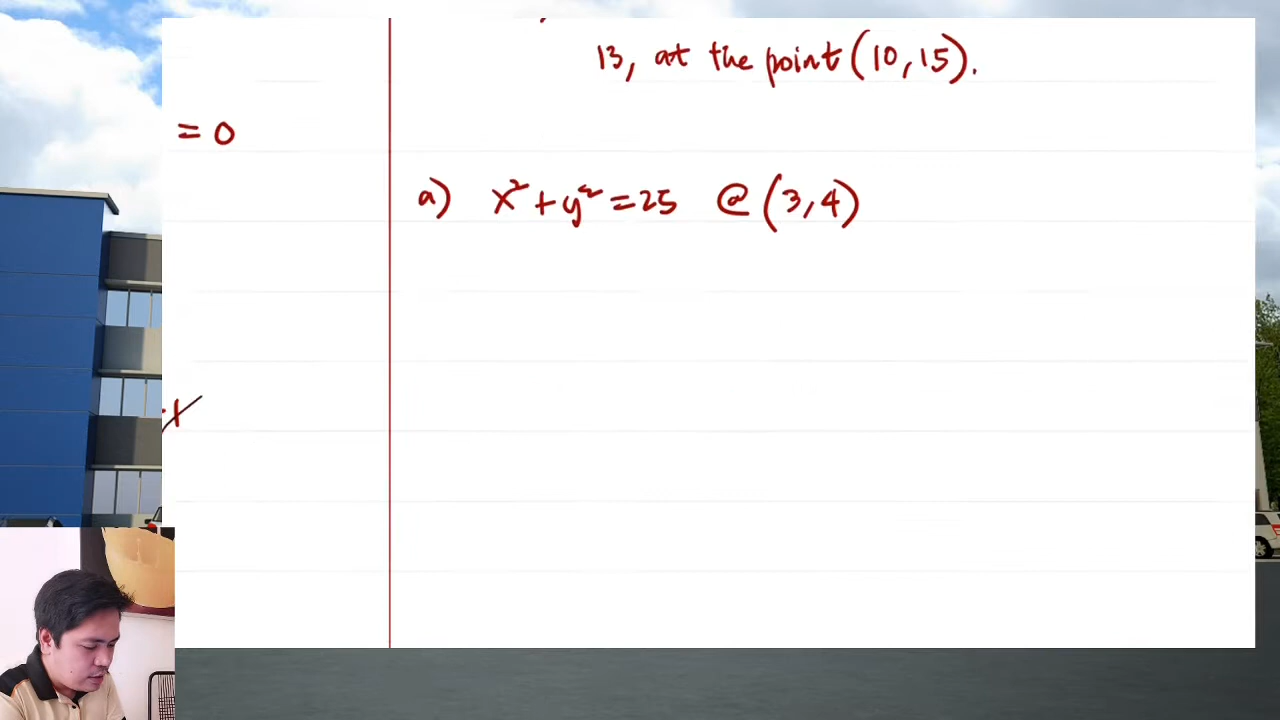 13, at the point (10, 15).
= 0
a) x² + y² = 25 @ (3, 4)